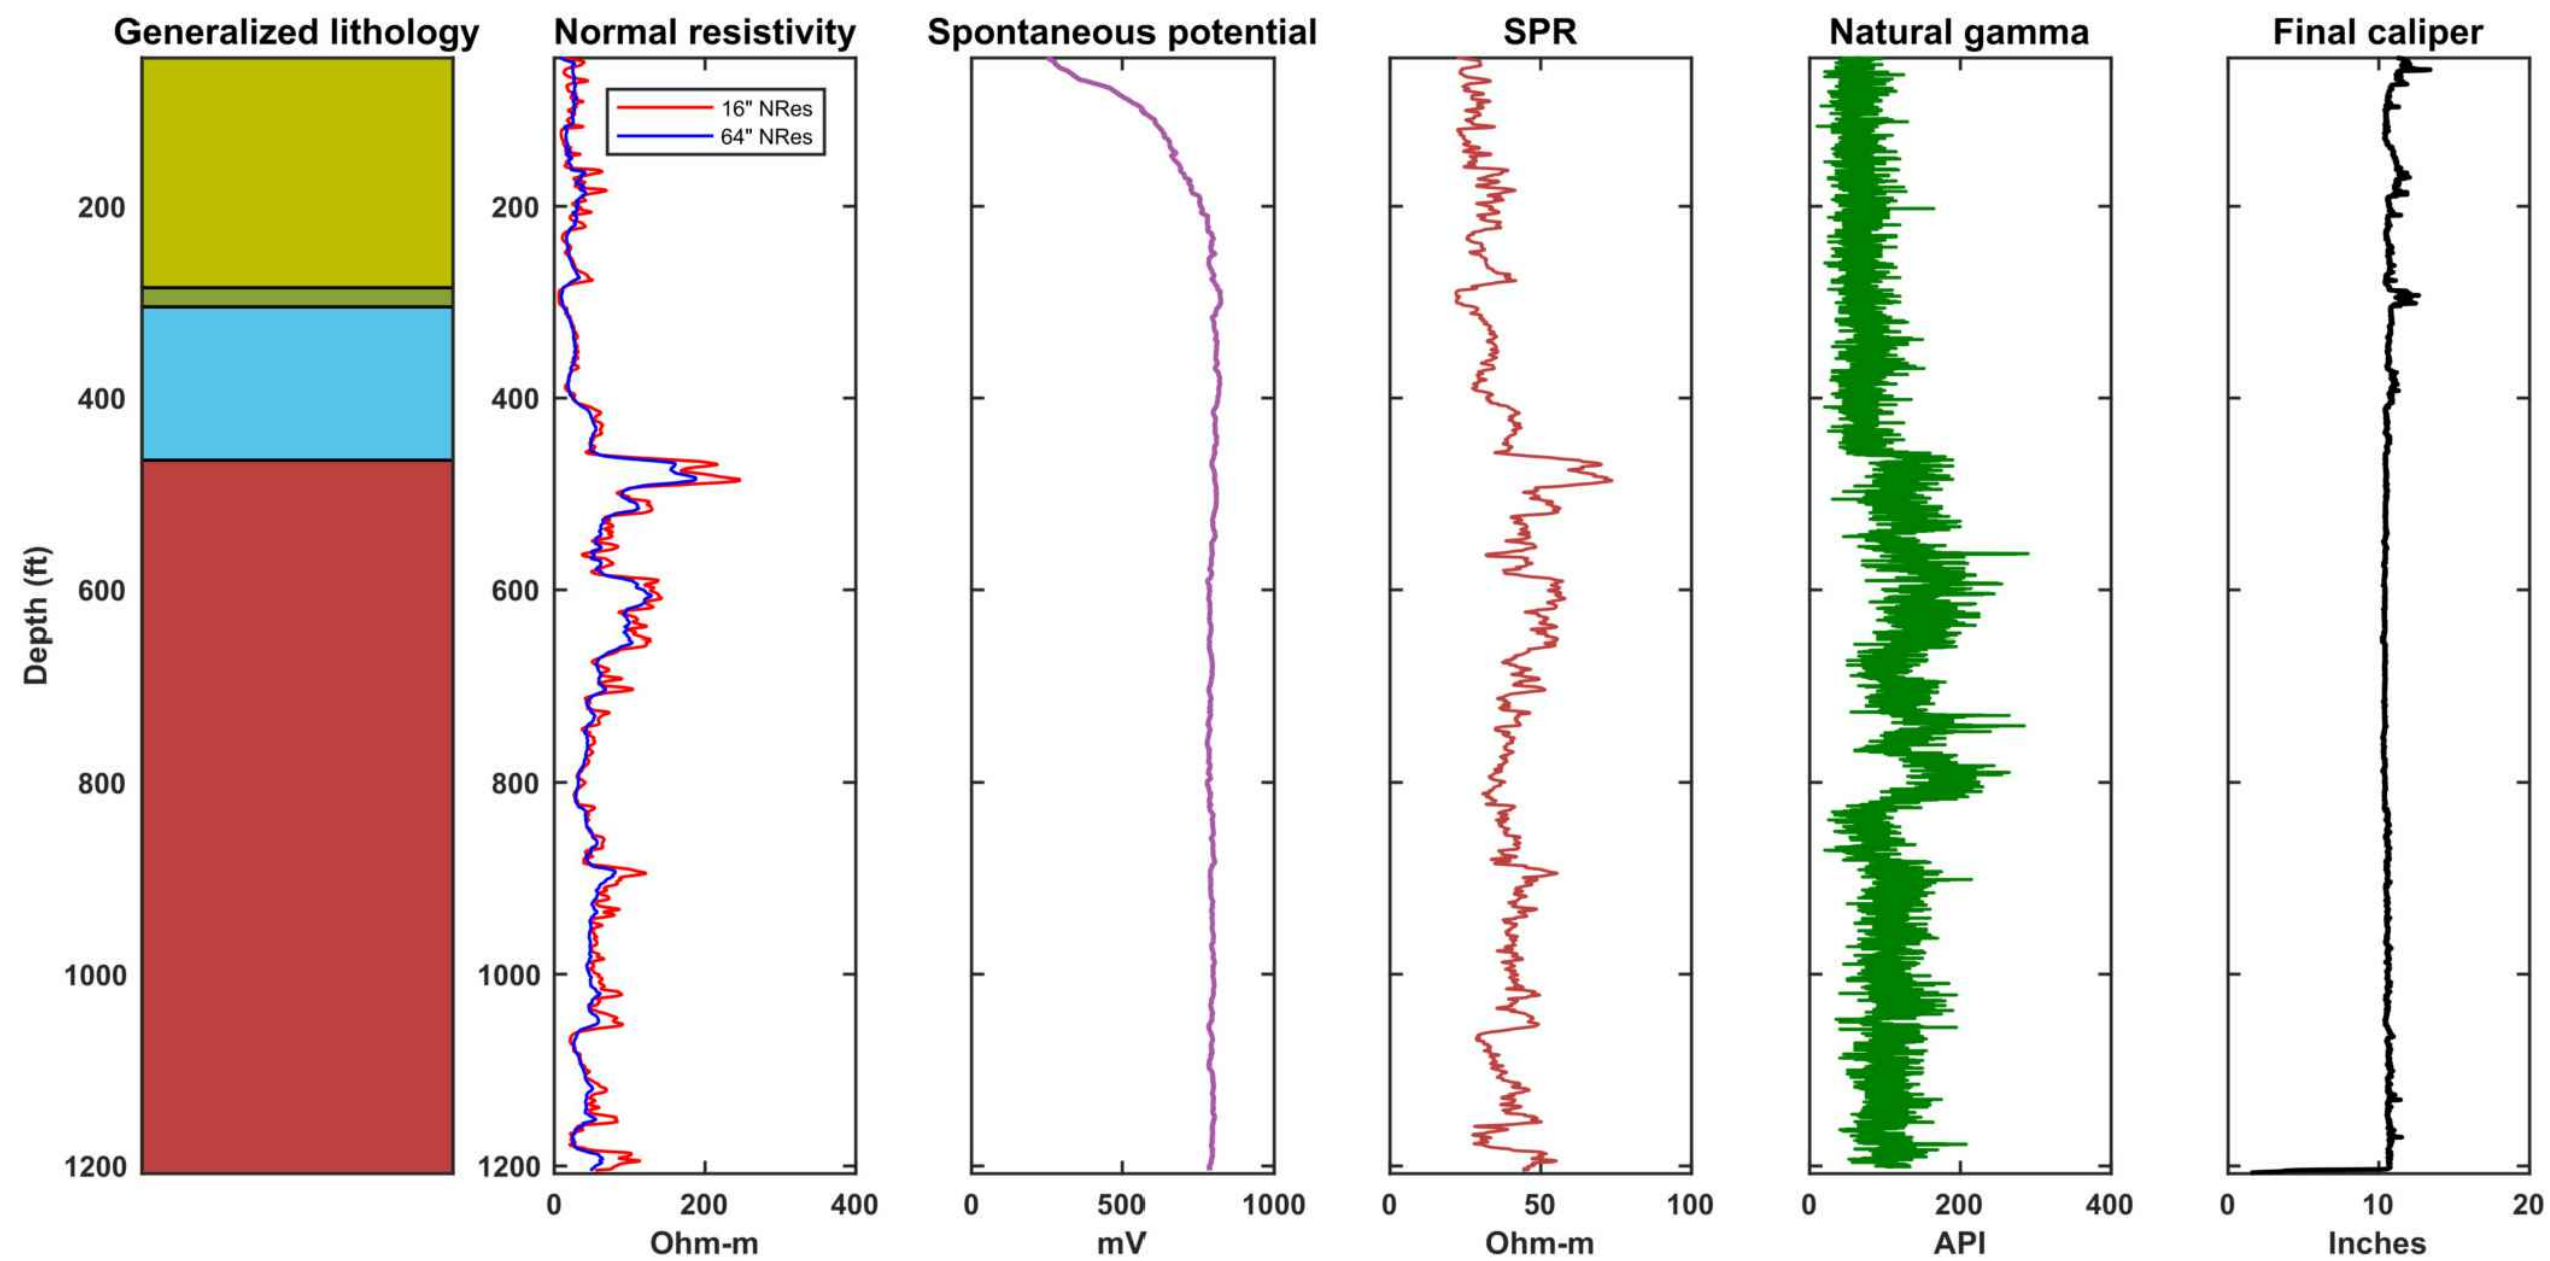 Generalized lithology
Normal resistivity
Spontaneous potential
SPR
Natural gamma
Final caliper
16" NRes
64" NRes
Depth (ft)
200
400
600
800
1000
1200
200
400
600
800
1000
1200
0 200 400
Ohm-m
0 500 1000
mV
0 50 100
Ohm-m
0 200 400
API
0 10 20
Inches